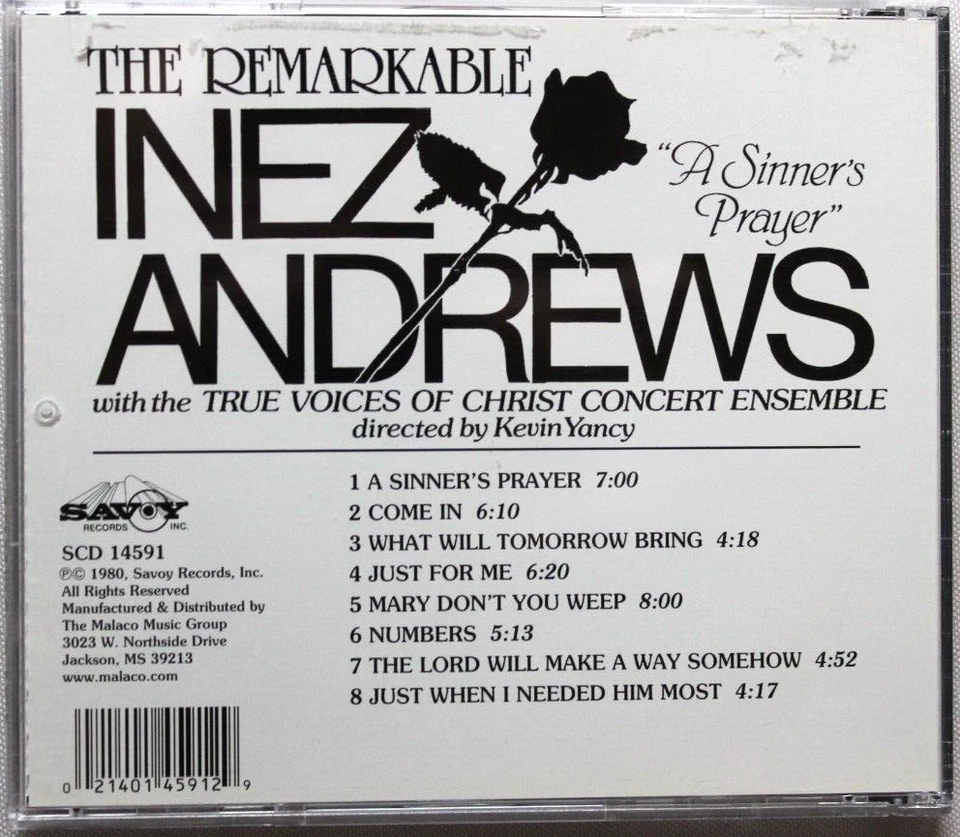 THE REMARKABLE
INEZ
"A Sinner's
Prayer"
ANDREWS
with the TRUE VOICES OF CHRIST CONCERT ENSEMBLE
directed by Kevin Yancy
1 A SINNER'S PRAYER 7:00
2 COME IN 6:10
3 WHAT WILL TOMORROW BRING 4:18
4 JUST FOR ME 6:20
5 MARY DON'T YOU WEEP 8:00
6 NUMBERS 5:13
7 THE LORD WILL MAKE A WAY SOMEHOW 4:52
8 JUST WHEN I NEEDED HIM MOST 4:17
SAVOY
RECORDS INC.
SCD 14591
℗© 1980, Savoy Records, Inc.
All Rights Reserved
Manufactured & Distributed by
The Malaco Music Group
3023 W. Northside Drive
Jackson, MS 39213
www.malaco.com
0 21401 45912 9